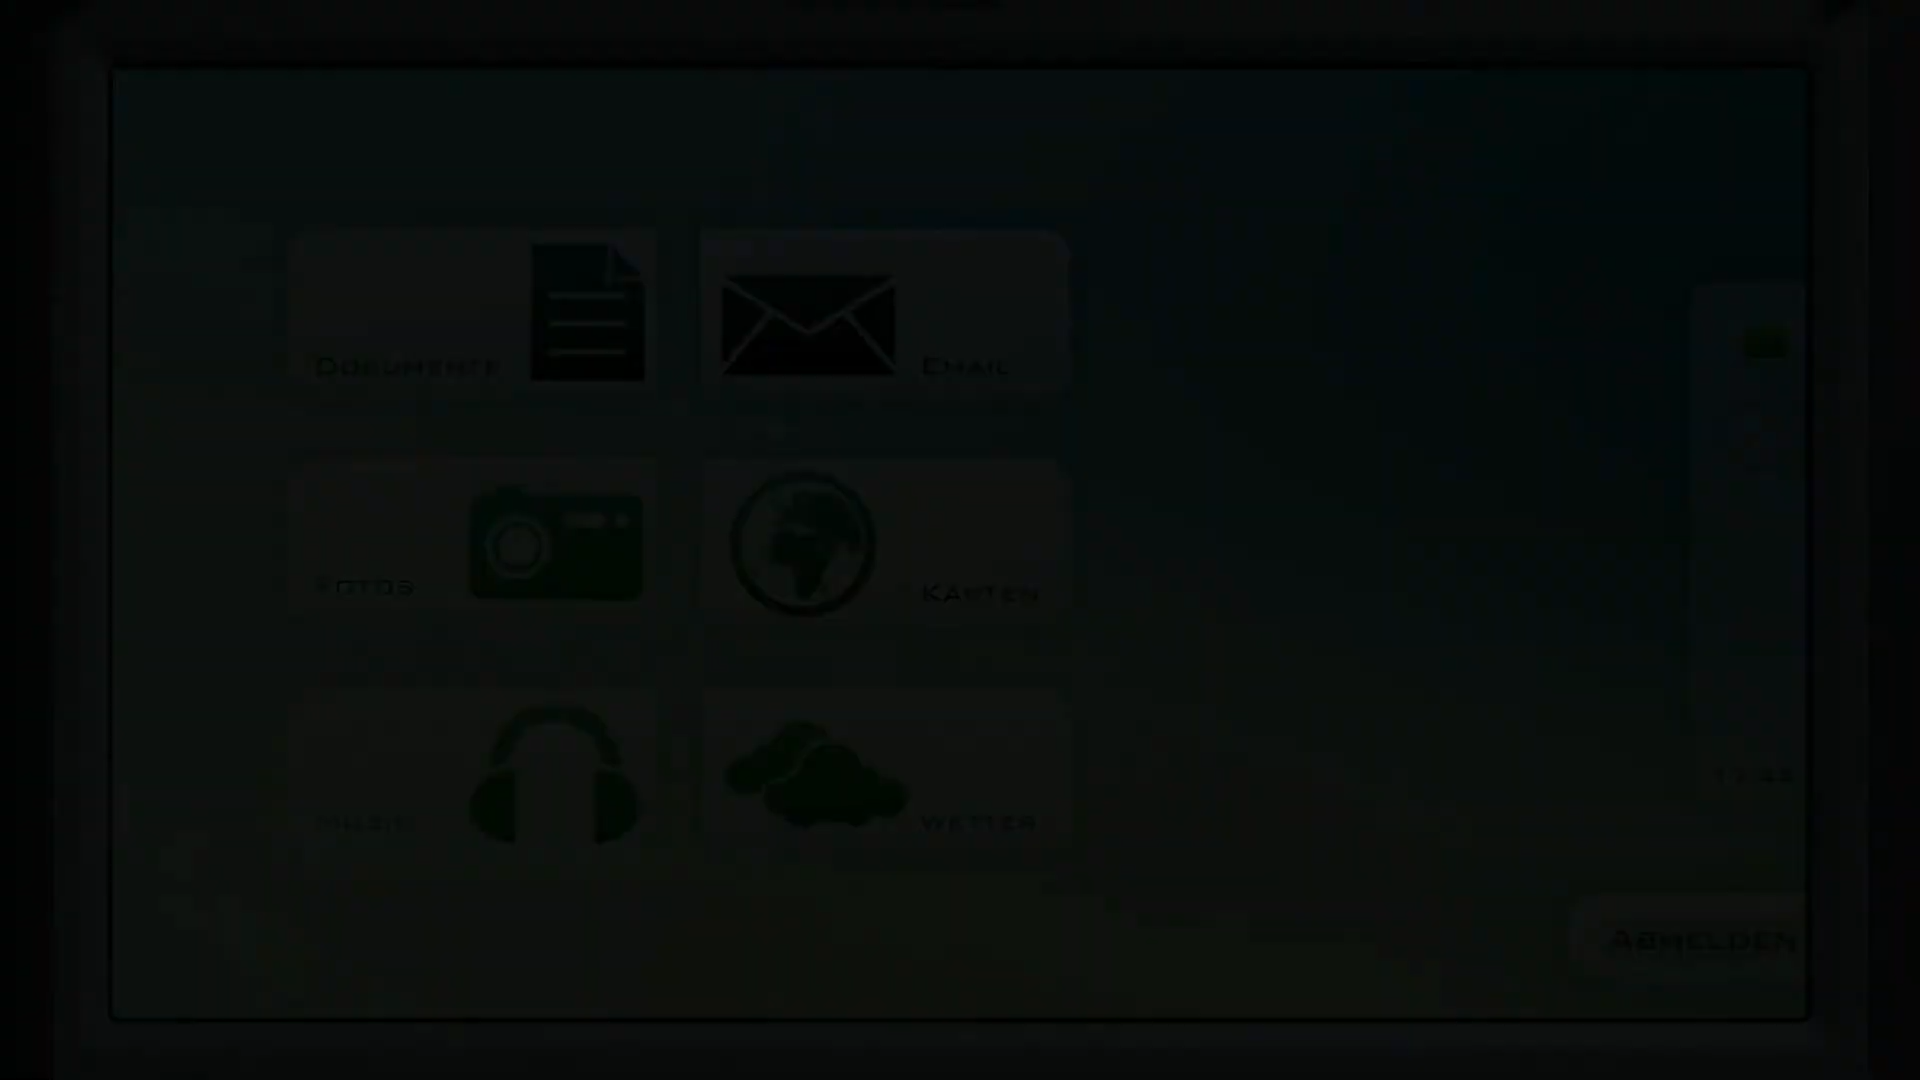 Dokumente
Email
Fotos
Karten
Musik
Wetter
Abmelden